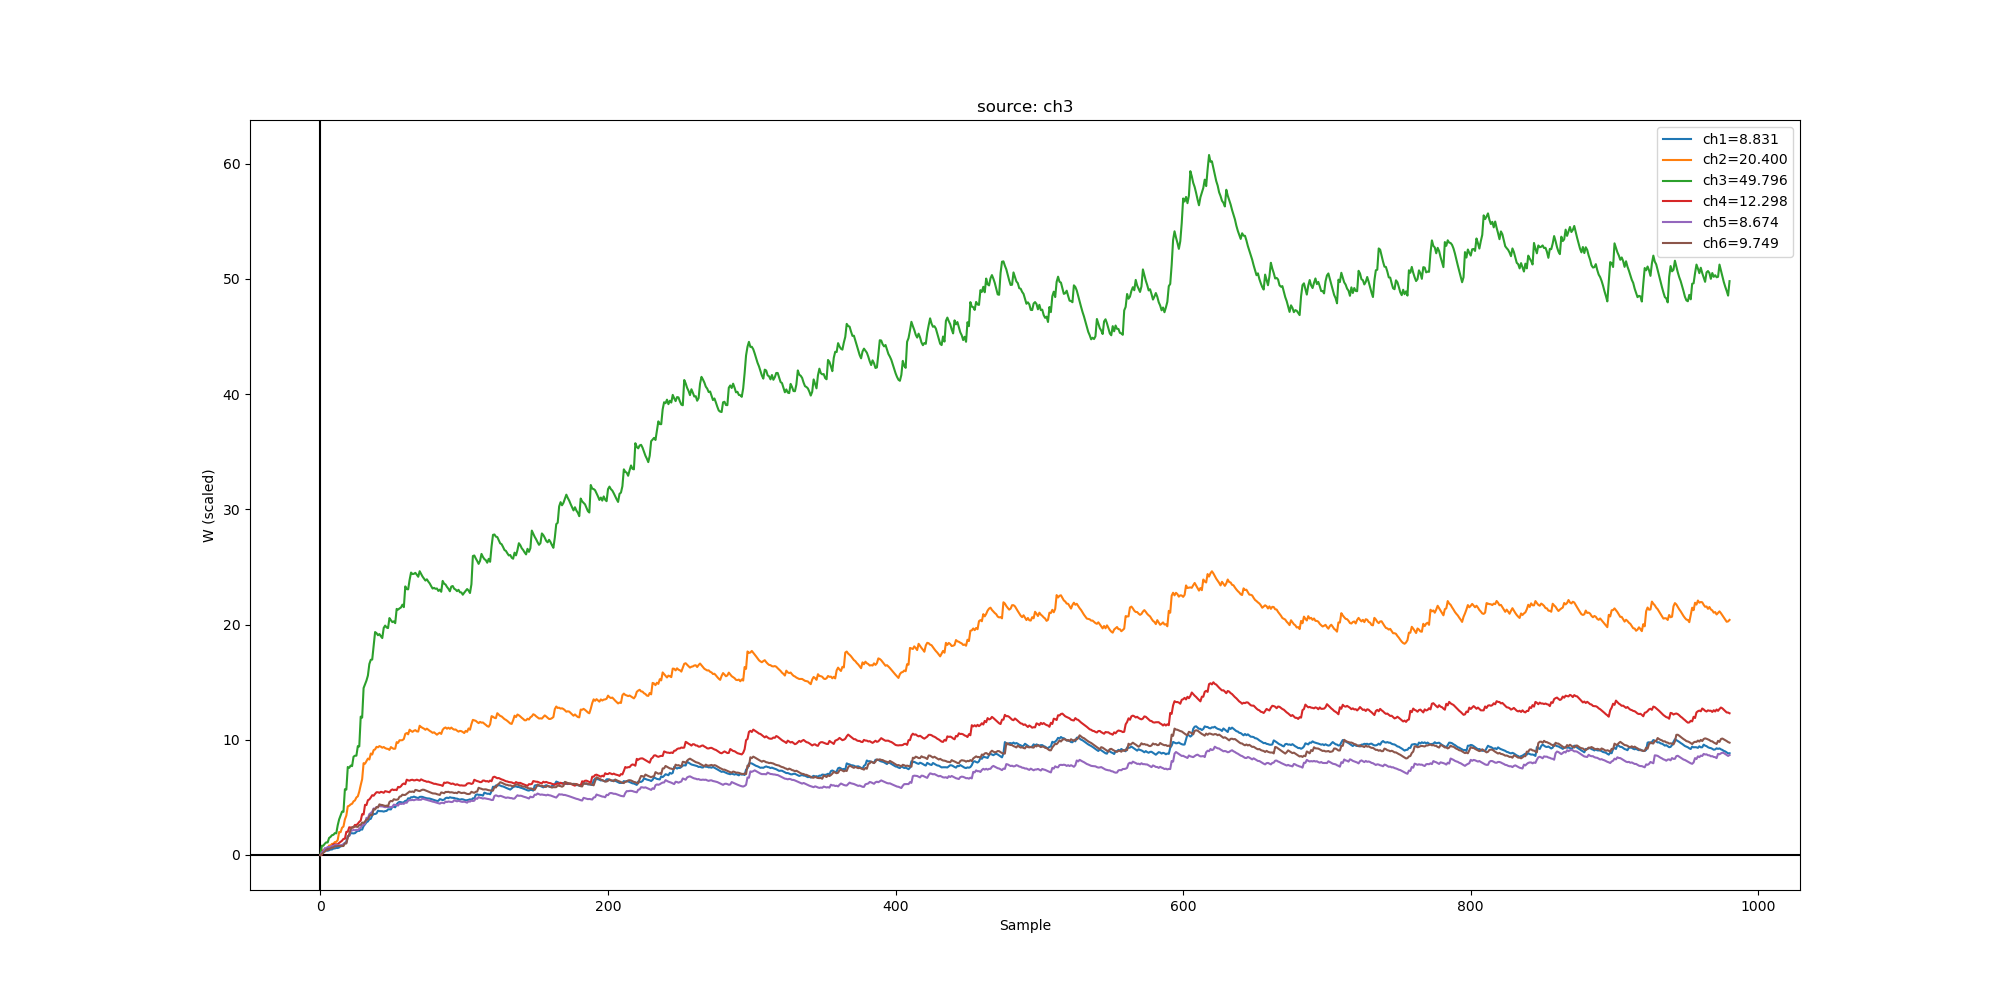 source: ch3
ch1=8.831
ch2=20.400
ch3=49.796
ch4=12.298
ch5=8.674
ch6=9.749
W (scaled)
60
50
40
30
20
10
0
0 200 400 600 800 1000
Sample